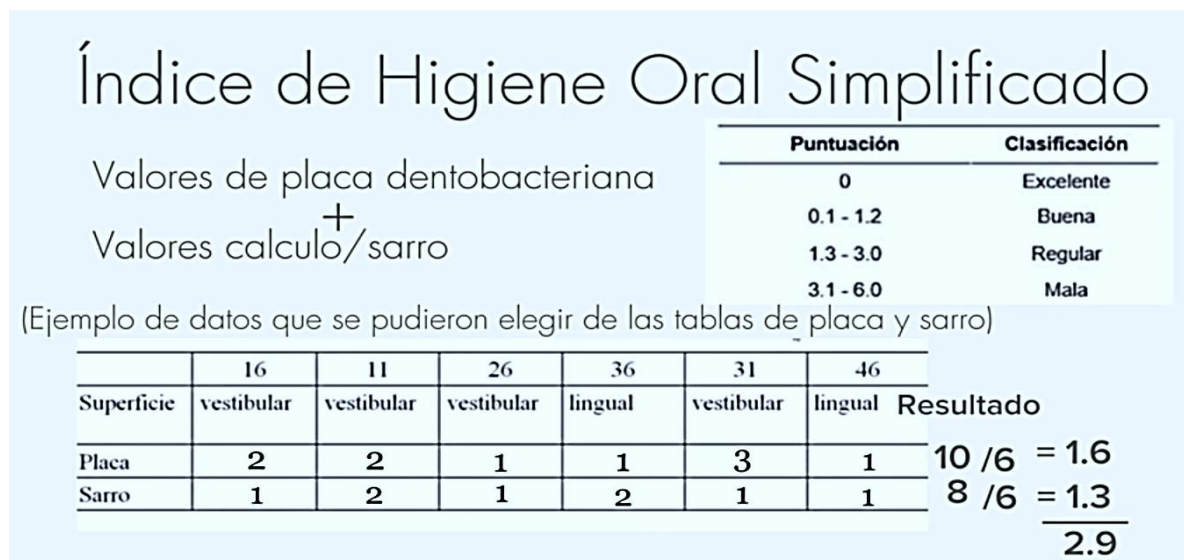 Índice de Higiene Oral Simplificado
Valores de placa dentobacteriana
+
Valores calculo/sarro
Puntuación Clasificación
0 Excelente
0.1 - 1.2 Buena
1.3 - 3.0 Regular
3.1 - 6.0 Mala
(Ejemplo de datos que se pudieron elegir de las tablas de placa y sarro)
16 11 26 36 31 46
Superficie vestibular vestibular vestibular lingual vestibular lingual Resultado
Placa 2 2 1 1 3 1 10 /6 = 1.6
Sarro 1 2 1 2 1 1 8 /6 = 1.3
2.9